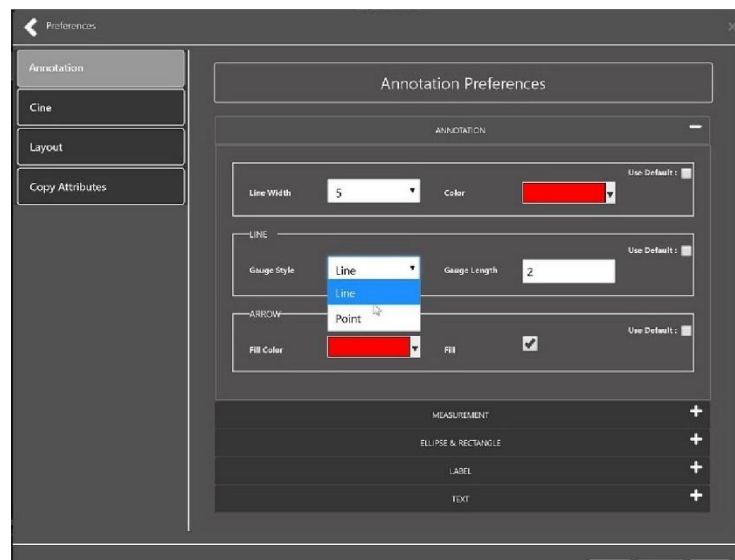 Preferences
Annotation
Cine
Layout
Copy Attributes
Annotation Preferences
ANNOTATION
Use Default :
Line Width 5 Color
LINE
Use Default :
Gauge Style Line Gauge Length 2
Line
Point
ARROW
Use Default :
Fill Color Fill
MEASUREMENT
ELLIPSE & RECTANGLE
LABEL
TEXT